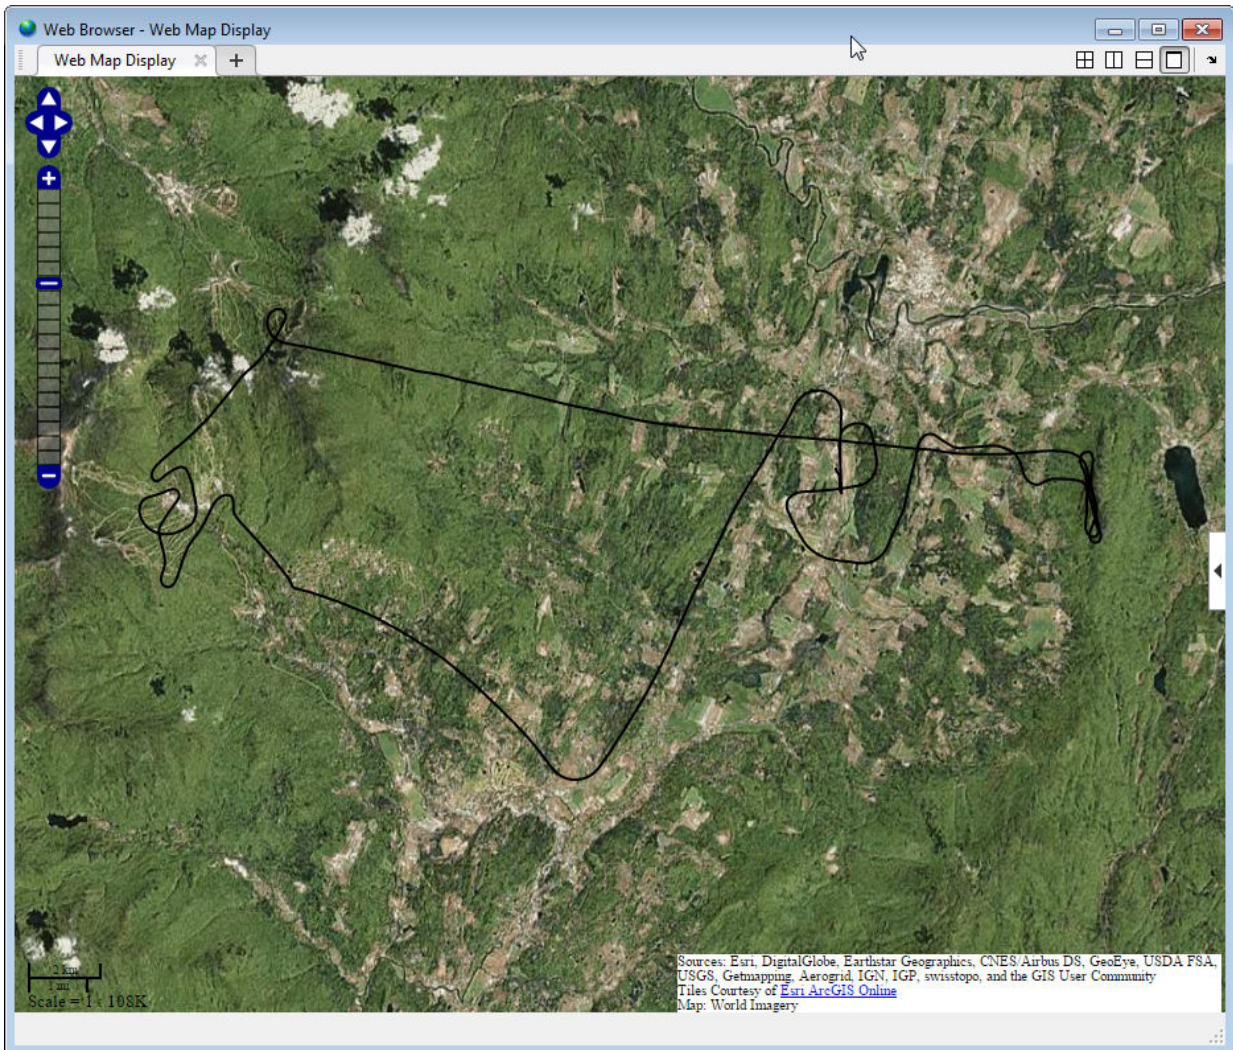 Web Browser - Web Map Display
Web Map Display
2 km
1 mi
Scale = 1 : 108K
Sources: Esri, DigitalGlobe, Earthstar Geographics, CNES/Airbus DS, GeoEye, USDA FSA,
USGS, Getmapping, Aerogrid, IGN, IGP, swisstopo, and the GIS User Community
Tiles Courtesy of Esri ArcGIS Online
Map: World Imagery